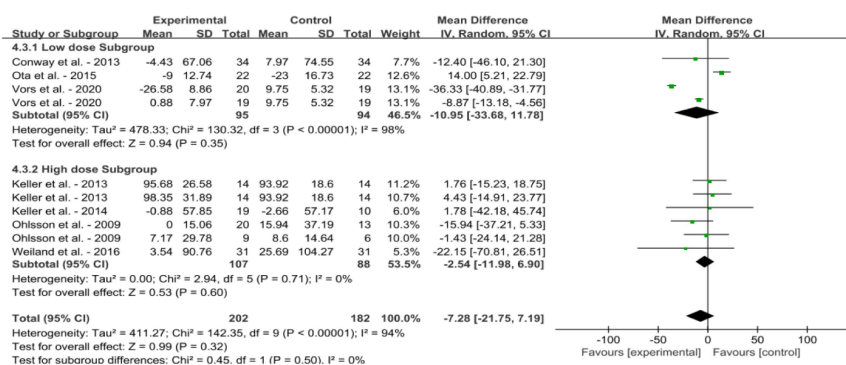 Experimental Control Mean Difference Mean Difference
Study or Subgroup Mean SD Total Mean SD Total Weight IV, Random, 95% CI IV, Random, 95% CI
4.3.1 Low dose Subgroup
Conway et al. - 2013 -4.43 67.06 34 7.97 74.55 34 7.7% -12.40 [-46.10, 21.30]
Ota et al. - 2015 -9 12.74 22 -23 16.73 22 12.6% 14.00 [5.21, 22.79]
Vors et al. - 2020 -26.58 8.86 20 9.75 5.32 19 13.1% -36.33 [-40.89, -31.77]
Vors et al. - 2020 0.88 7.97 19 9.75 5.32 19 13.1% -8.87 [-13.18, -4.56]
Subtotal (95% CI) 95 94 46.5% -10.95 [-33.68, 11.78]
Heterogeneity: Tau² = 478.33; Chi² = 130.32, df = 3 (P < 0.00001); I² = 98%
Test for overall effect: Z = 0.94 (P = 0.35)
4.3.2 High dose Subgroup
Keller et al. - 2013 95.68 26.58 14 93.92 18.6 14 11.2% 1.76 [-15.23, 18.75]
Keller et al. - 2013 98.35 31.89 14 93.92 18.6 14 10.7% 4.43 [-14.91, 23.77]
Keller et al. - 2014 -0.88 57.85 19 -2.66 57.17 10 6.0% 1.78 [-42.18, 45.74]
Ohlsson et al. - 2009 0 15.06 20 15.94 37.19 13 10.2% -15.94 [-37.21, 5.33]
Ohlsson et al. - 2009 7.17 29.78 9 8.6 14.64 6 9.9% -1.43 [-24.14, 21.28]
Weiland et al. - 2016 3.54 90.76 31 25.69 104.27 31 5.3% -22.15 [-70.81, 26.51]
Subtotal (95% CI) 107 88 53.5% -2.54 [-11.98, 6.90]
Heterogeneity: Tau² = 0.00; Chi² = 2.94, df = 5 (P = 0.71); I² = 0%
Test for overall effect: Z = 0.53 (P = 0.60)
Total (95% CI) 202 182 100.0% -7.28 [-21.75, 7.19]
Heterogeneity: Tau² = 411.27; Chi² = 142.35, df = 9 (P < 0.00001); I² = 94%
Test for overall effect: Z = 0.99 (P = 0.32)
Test for subgroup differences: Chi² = 0.45, df = 1 (P = 0.50), I² = 0%
-100 -50 0 50 100
Favours [experimental] Favours [control]